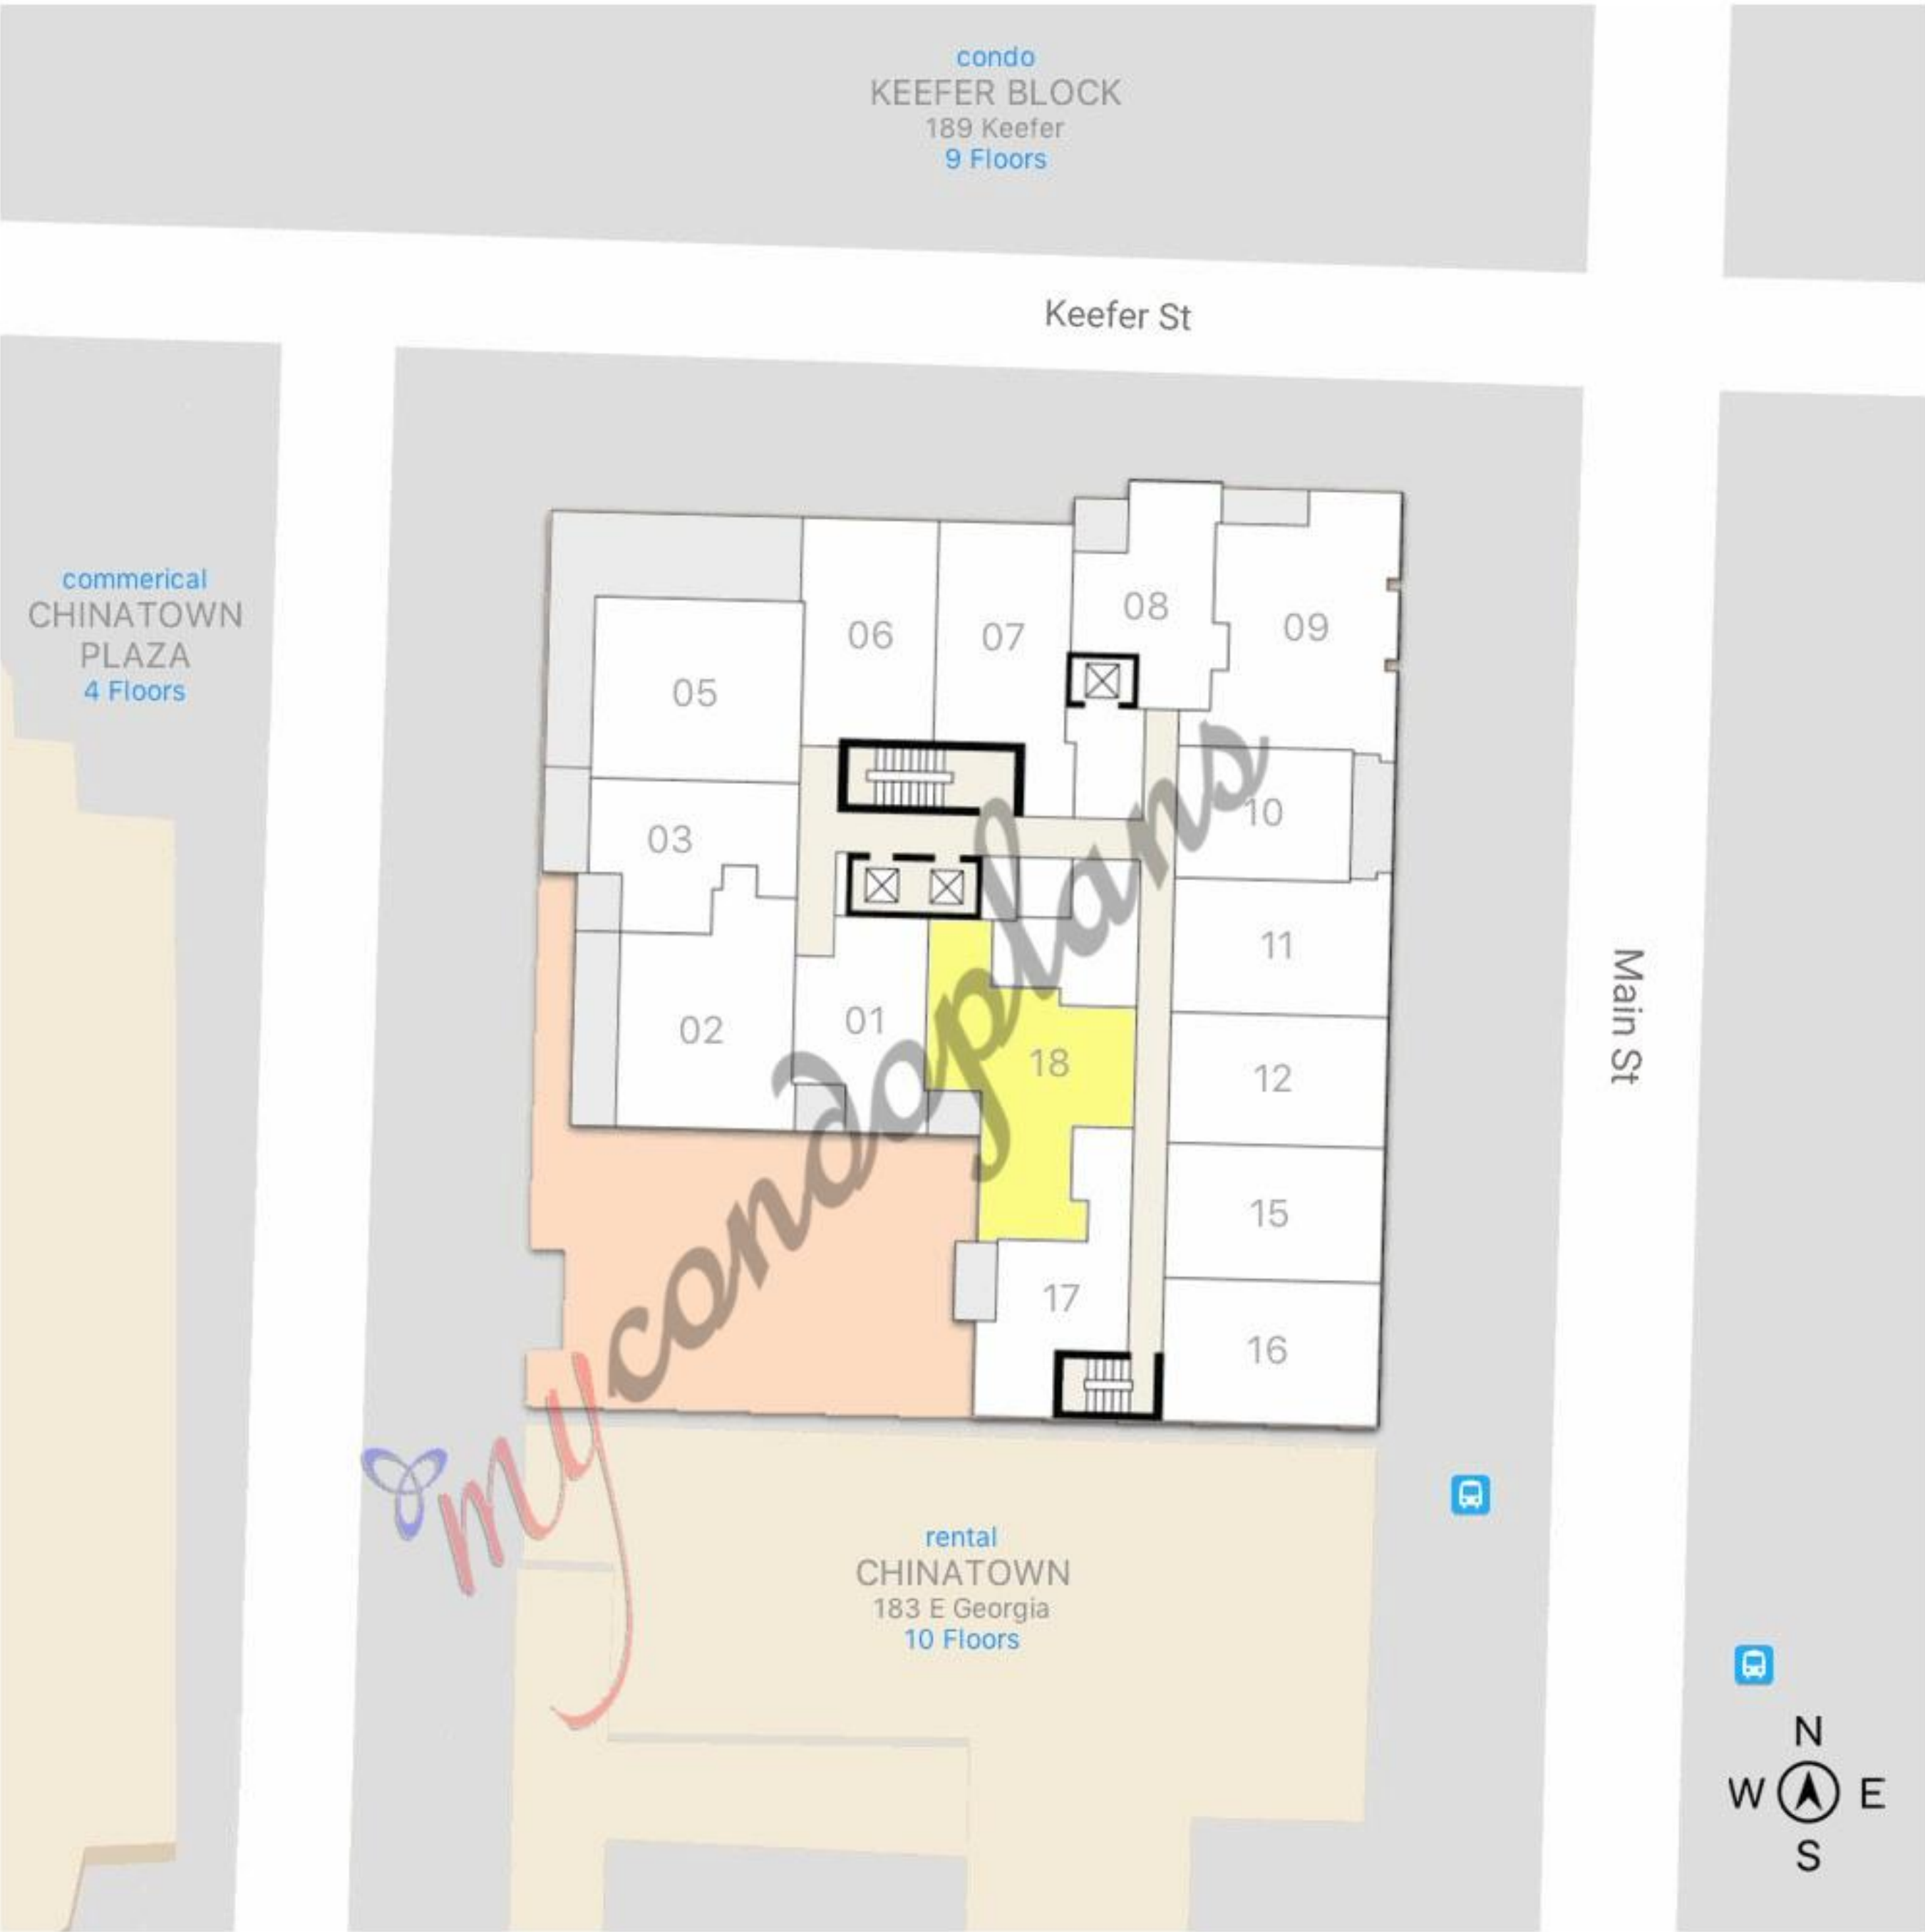 condo
KEEFER BLOCK
189 Keefer
9 Floors
Keefer St
commerical
CHINATOWN
PLAZA
4 Floors
05
06
07
08
09
03
10
11
02
01
18
12
Main St
15
17
16
mycondoplans
rental
CHINATOWN
183 E Georgia
10 Floors
N
W E
S